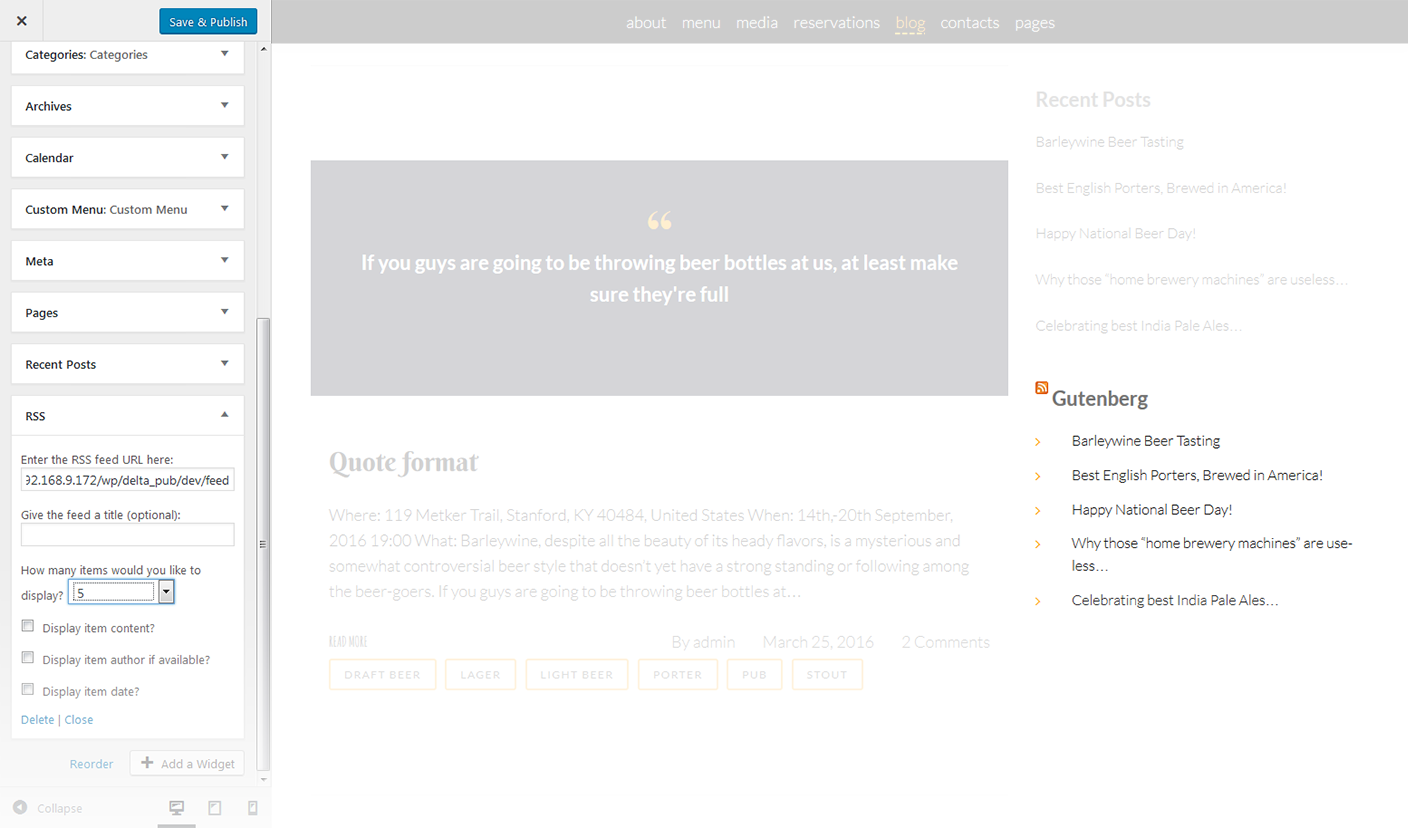 Save & Publish
Categories: Categories
Archives
Calendar
Custom Menu: Custom Menu
Meta
Pages
Recent Posts
RSS
Enter the RSS feed URL here:
92.168.9.172/wp/delta_pub/dev/feed
Give the feed a title (optional):
How many items would you like to
display? 5
Display item content?
Display item author if available?
Display item date?
Delete | Close
Reorder
Add a Widget
Collapse
about menu media reservations blog contacts pages
“
If you guys are going to be throwing beer bottles at us, at least make
sure they're full
Quote format
Where: 119 Metker Trail, Stanford, KY 40484, United States When: 14th,-20th September,
2016 19:00 What: Barleywine, despite all the beauty of its heady flavors, is a mysterious and
somewhat controversial beer style that doesn't yet have a strong standing or following among
the beer-goers. If you guys are going to be throwing beer bottles at…
READ MORE
By admin March 25, 2016 2 Comments
DRAFT BEER LAGER LIGHT BEER PORTER PUB STOUT
Recent Posts
Barleywine Beer Tasting
Best English Porters, Brewed in America!
Happy National Beer Day!
Why those “home brewery machines” are useless…
Celebrating best India Pale Ales…
Gutenberg
Barleywine Beer Tasting
Best English Porters, Brewed in America!
Happy National Beer Day!
Why those “home brewery machines” are use-
less…
Celebrating best India Pale Ales…